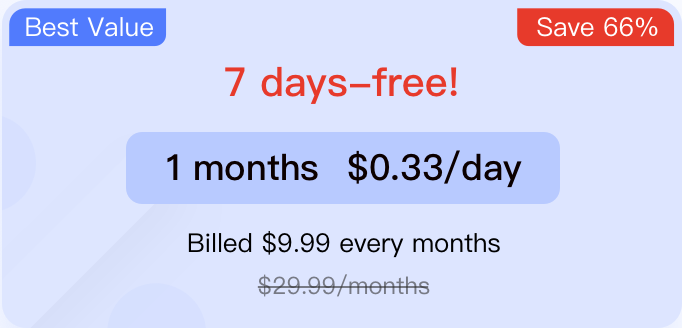 Best Value
Save 66%
7 days–free!
1 months $0.33/day
Billed $9.99 every months
$29.99/months